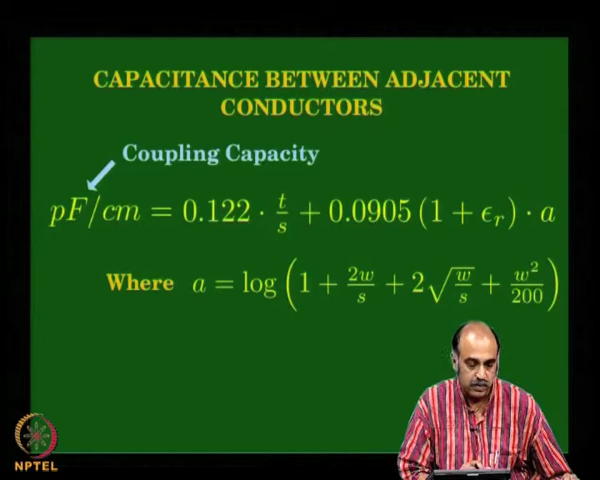 CAPACITANCE BETWEEN ADJACENT
CONDUCTORS
Coupling Capacity
pF/cm = 0.122 · t/s + 0.0905 (1 + ϵᵣ) · a
Where a = log (1 + 2w/s + 2√(w/s) + w²/200)
NPTEL